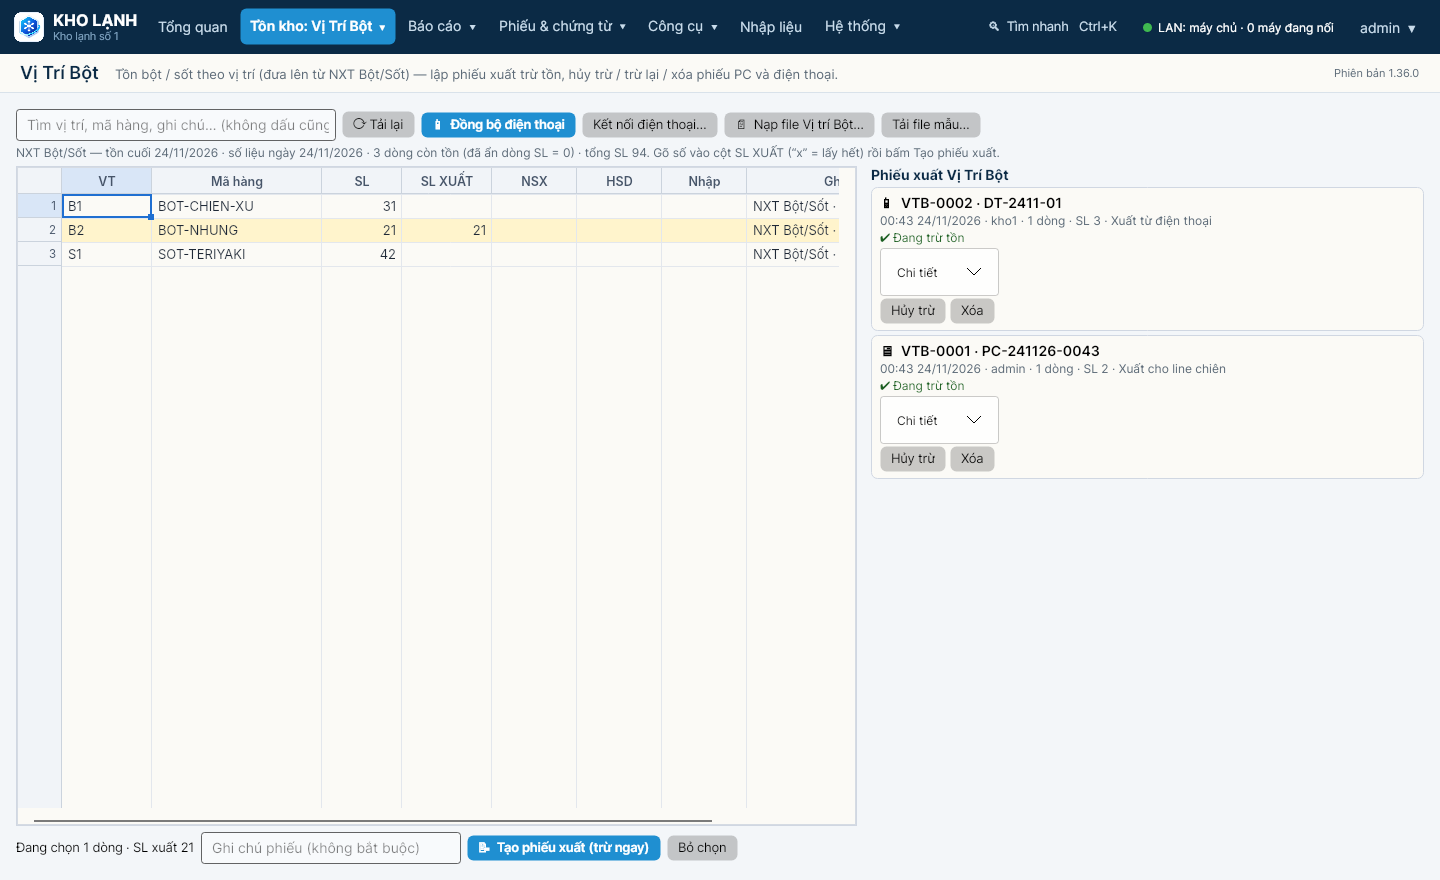 KHO LẠNH
Kho lạnh số 1
Tổng quan
Tồn kho: Vị Trí Bột ▾
Báo cáo ▾
Phiếu & chứng từ ▾
Công cụ ▾
Nhập liệu
Hệ thống ▾
Tìm nhanh Ctrl+K
LAN: máy chủ · 0 máy đang nối
admin ▾
Vị Trí Bột
Tồn bột / sốt theo vị trí (đưa lên từ NXT Bột/Sốt) — lập phiếu xuất trừ tồn, hủy trừ / trừ lại / xóa phiếu PC và điện thoại.
Phiên bản 1.36.0
Tìm vị trí, mã hàng, ghi chú... (không dấu cũng
⟳ Tải lại
Đồng bộ điện thoại
Kết nối điện thoại...
Nạp file Vị trí Bột...
Tải file mẫu...
NXT Bột/Sốt — tồn cuối 24/11/2026 · số liệu ngày 24/11/2026 · 3 dòng còn tồn (đã ẩn dòng SL = 0) · tổng SL 94. Gõ số vào cột SL XUẤT (“x” = lấy hết) rồi bấm Tạo phiếu xuất.
VT Mã hàng SL SL XUẤT NSX HSD Nhập Gh
1 B1 BOT-CHIEN-XU 31 NXT Bột/Sốt ·
2 B2 BOT-NHUNG 21 21 NXT Bột/Sốt ·
3 S1 SOT-TERIYAKI 42 NXT Bột/Sốt ·
Phiếu xuất Vị Trí Bột
VTB-0002 · DT-2411-01
00:43 24/11/2026 · kho1 · 1 dòng · SL 3 · Xuất từ điện thoại
✔ Đang trừ tồn
Chi tiết
Hủy trừ
Xóa
VTB-0001 · PC-241126-0043
00:43 24/11/2026 · admin · 1 dòng · SL 2 · Xuất cho line chiên
✔ Đang trừ tồn
Chi tiết
Hủy trừ
Xóa
Đang chọn 1 dòng · SL xuất 21
Ghi chú phiếu (không bắt buộc)
Tạo phiếu xuất (trừ ngay)
Bỏ chọn